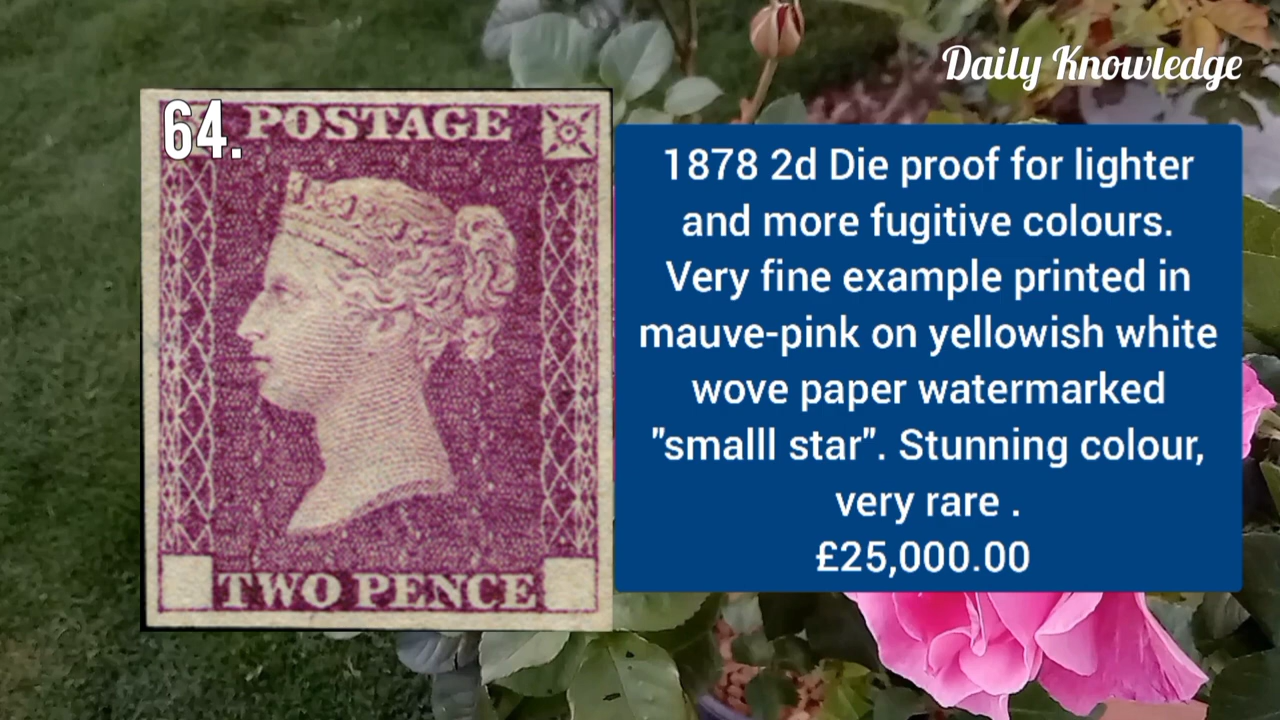 Daily Knowledge
64.
POSTAGE
TWO PENCE
1878 2d Die proof for lighter
and more fugitive colours.
Very fine example printed in
mauve-pink on yellowish white
wove paper watermarked
"smalll star". Stunning colour,
very rare .
£25,000.00